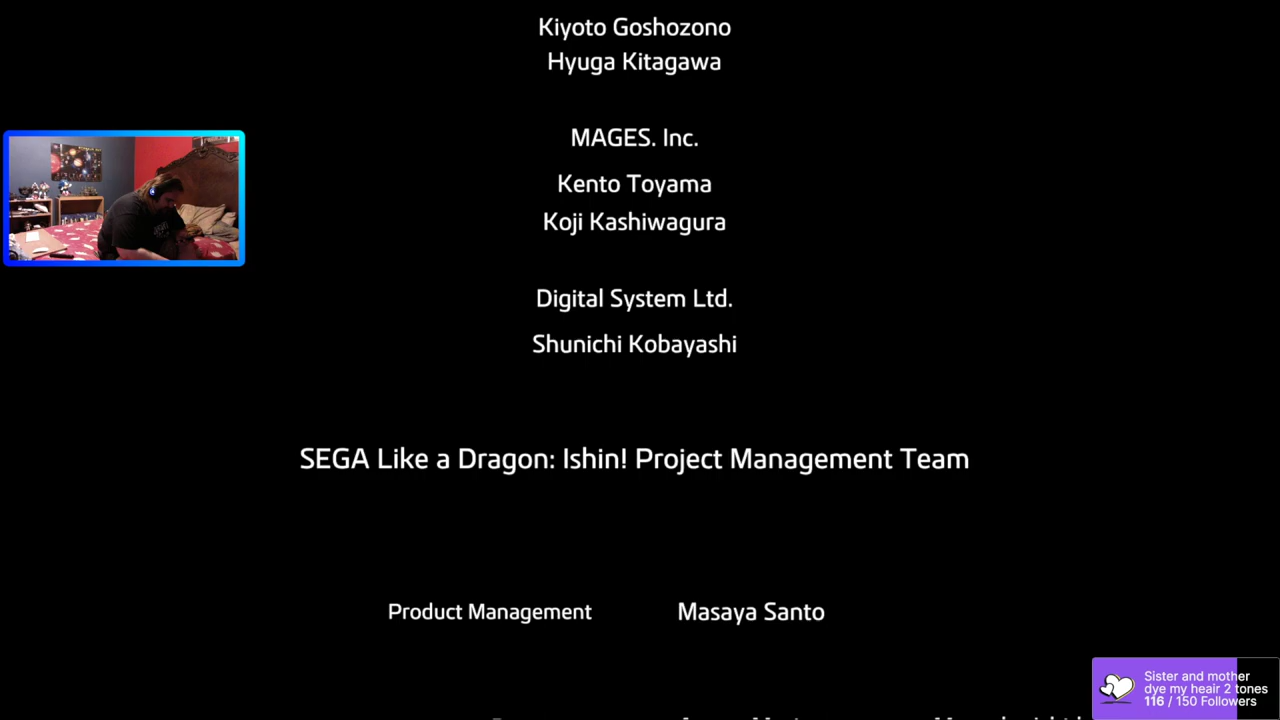 Kiyoto Goshozono
Hyuga Kitagawa
MAGES. Inc.
Kento Toyama
Koji Kashiwagura
Digital System Ltd.
Shunichi Kobayashi
SEGA Like a Dragon: Ishin! Project Management Team
Product Management Masaya Santo
Sister and mother
dye my heair 2 tones
116 / 150 Followers